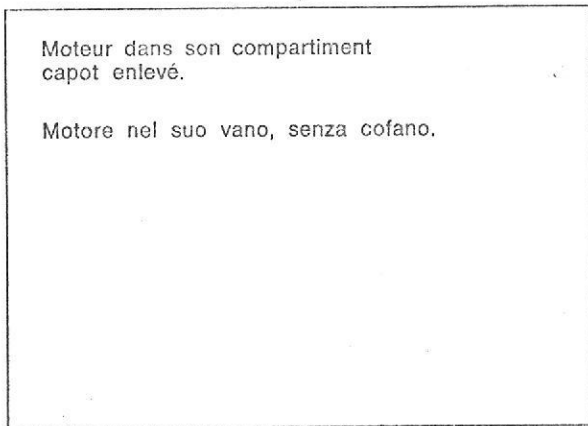 Moteur dans son compartiment
capot enlevé.
Motore nel suo vano, senza cofano.